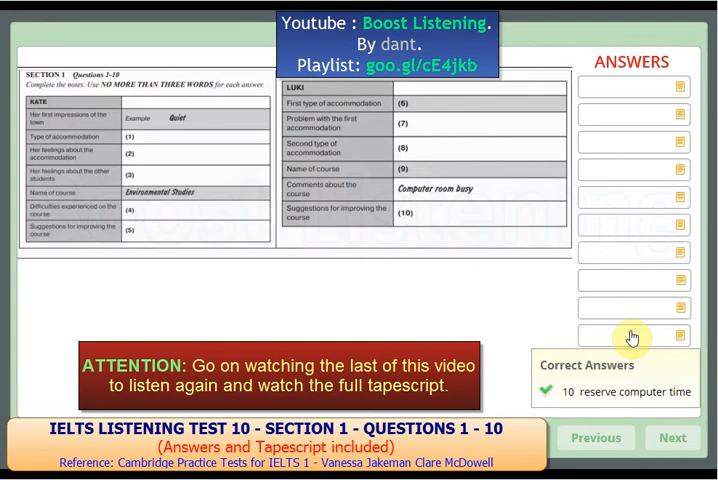 Youtube : Boost Listening.
By dant.
Playlist: goo.gl/cE4jkb
SECTION 1 Questions 1-10
Complete the notes. Use NO MORE THAN THREE WORDS for each answer.
KATE
Her first impressions of the town
Example Quiet
Type of accommodation (1)
Her feelings about the accommodation (2)
Her feelings about the other students (3)
Name of course Environmental Studies
Difficulties experienced on the course (4)
Suggestions for improving the course (5)
LUKI
First type of accommodation (6)
Problem with the first accommodation (7)
Second type of accommodation (8)
Name of course (9)
Comments about the course Computer room busy
Suggestions for improving the course (10)
ANSWERS
Correct Answers
10 reserve computer time
ATTENTION: Go on watching the last of this video
to listen again and watch the full tapescript.
IELTS LISTENING TEST 10 - SECTION 1 - QUESTIONS 1 - 10
(Answers and Tapescript included)
Reference: Cambridge Practice Tests for IELTS 1 - Vanessa Jakeman Clare McDowell
Previous
Next